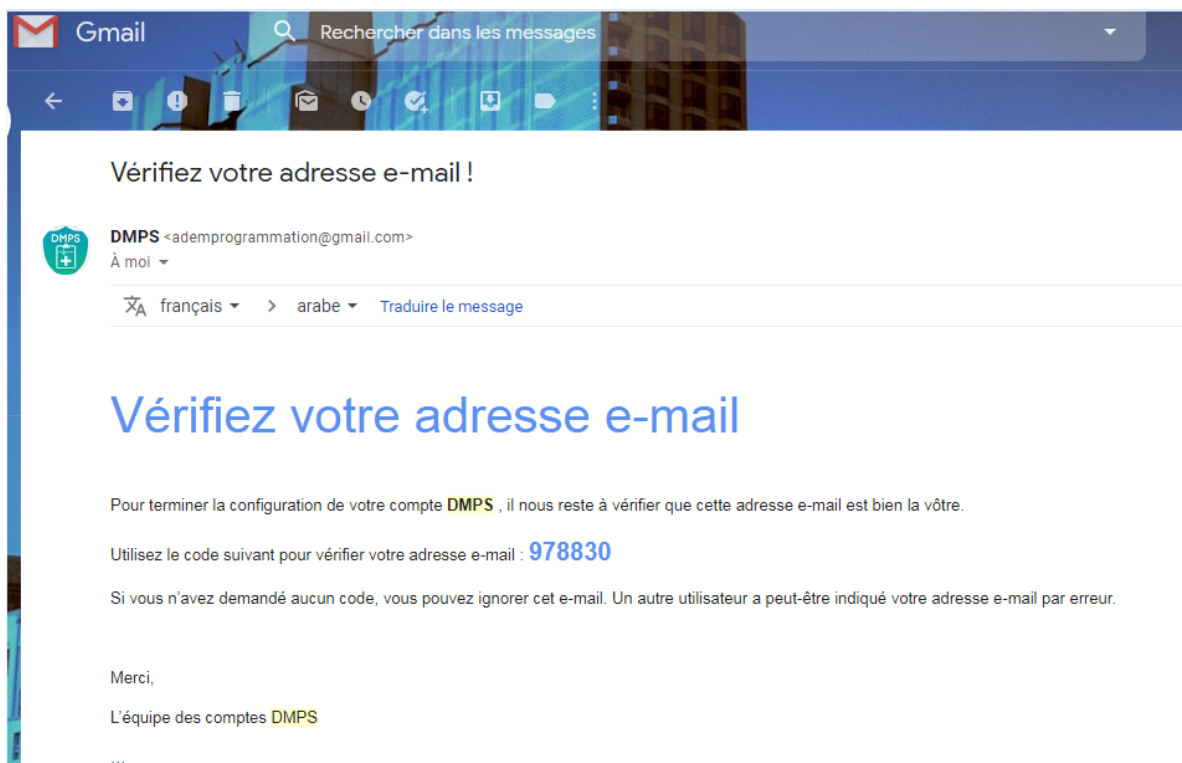 Gmail
Rechercher dans les messages
Vérifiez votre adresse e-mail !
DMPS
DMPS <ademprogrammation@gmail.com>
À moi
français > arabe Traduire le message
Vérifiez votre adresse e-mail
Pour terminer la configuration de votre compte DMPS , il nous reste à vérifier que cette adresse e-mail est bien la vôtre.
Utilisez le code suivant pour vérifier votre adresse e-mail : 978830
Si vous n’avez demandé aucun code, vous pouvez ignorer cet e-mail. Un autre utilisateur a peut-être indiqué votre adresse e-mail par erreur.
Merci,
L’équipe des comptes DMPS
...